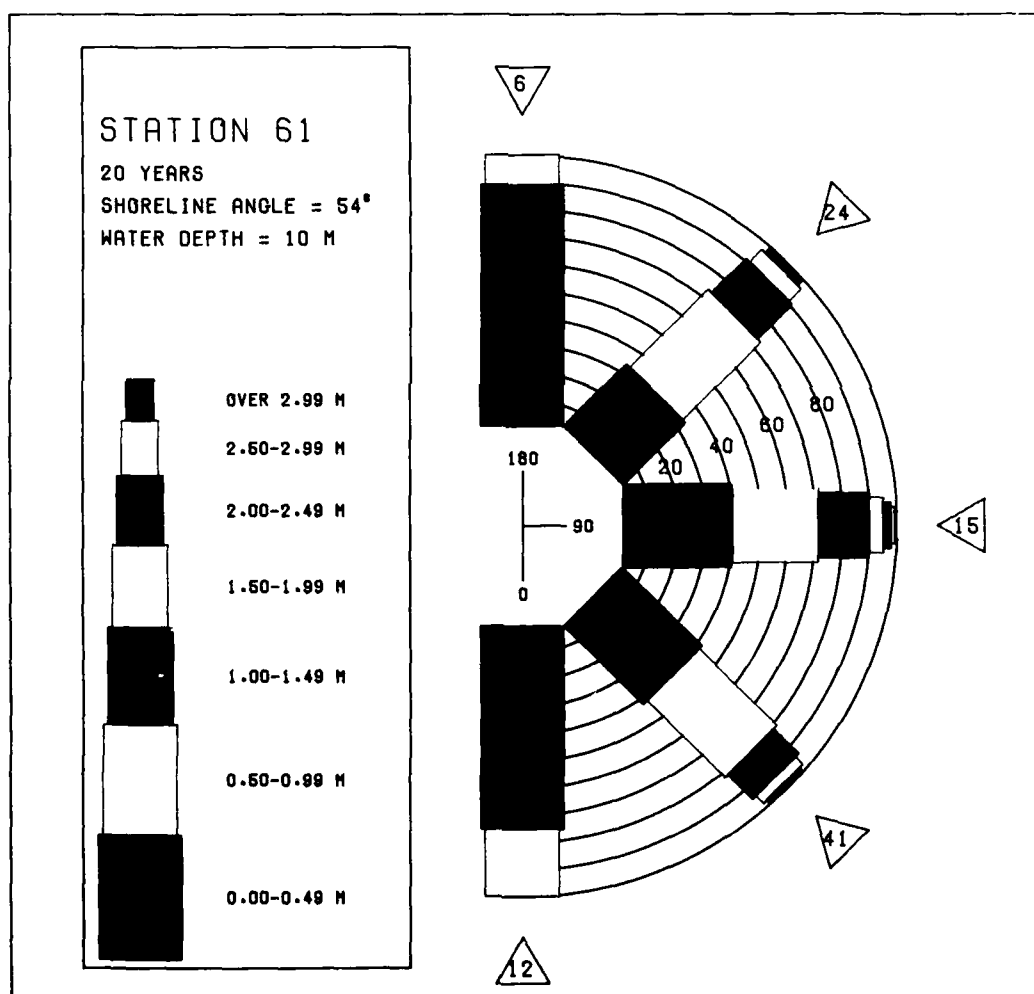 STATION 61
20 YEARS
SHORELINE ANGLE = 54°
WATER DEPTH = 10 M
OVER 2.99 M
2.50-2.99 M
2.00-2.49 M
1.50-1.99 M
1.00-1.49 M
0.50-0.99 M
0.00-0.49 M
6
24
80
60
40
20
180
90
0
15
41
12